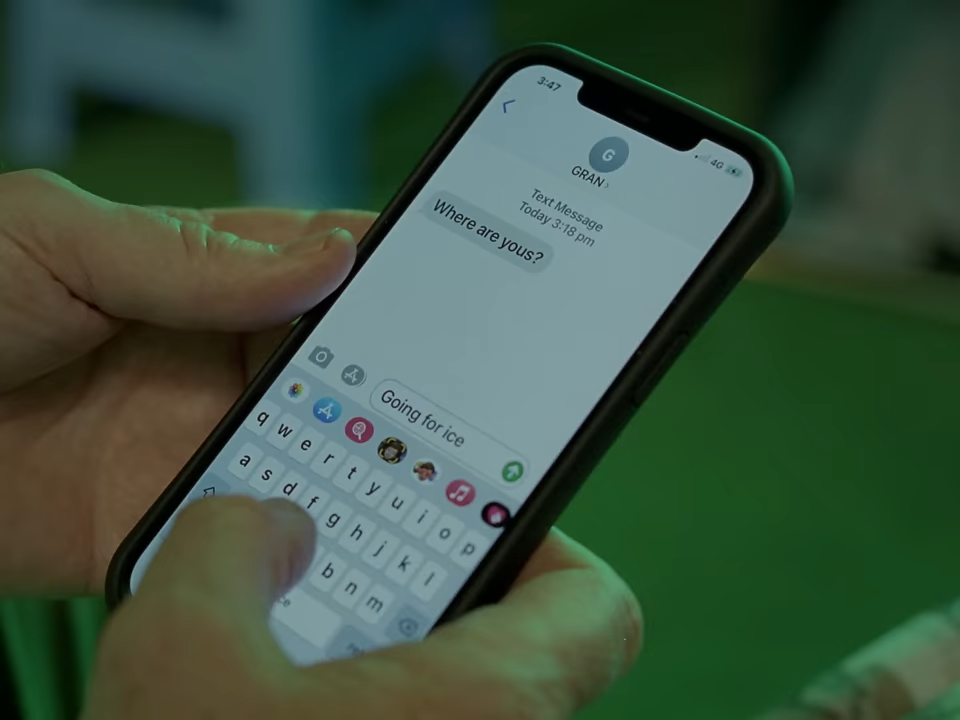 3:47
4G
G
GRAN
Text Message
Today 3:18 pm
Where are yous?
Going for ice
q w e r t y u i o p
a s d f g h j k l
b n m